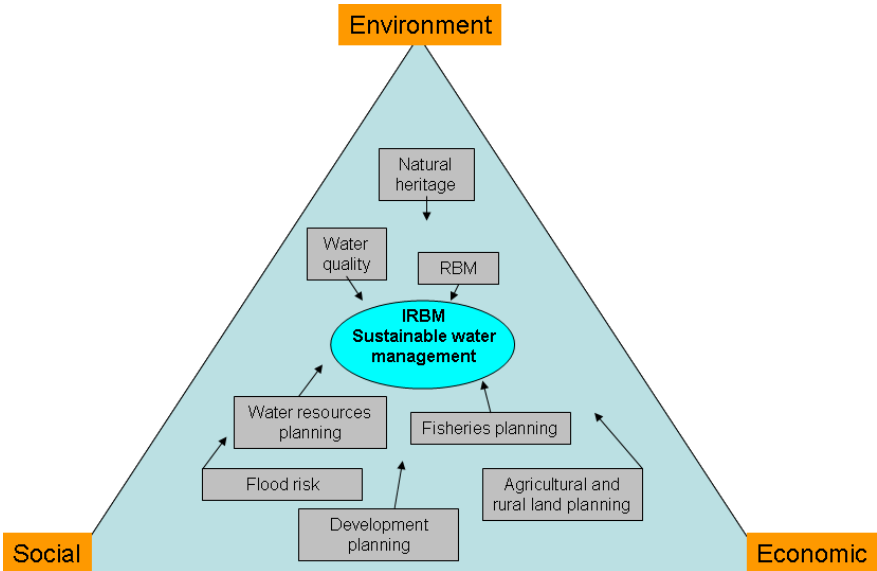 Environment
Natural
heritage
Water
quality
RBM
IRBM
Sustainable water
management
Water resources
planning
Fisheries planning
Flood risk
Agricultural and
rural land planning
Development
planning
Social
Economic